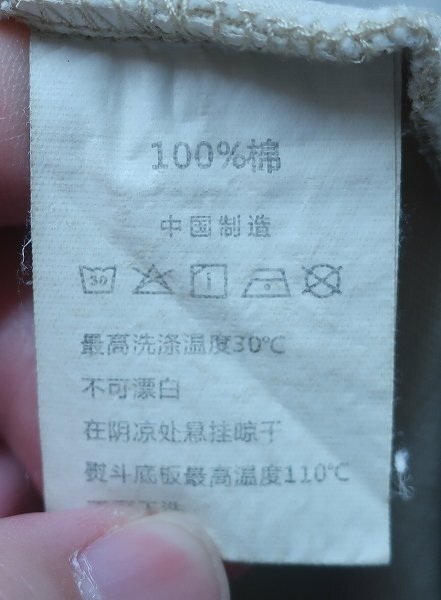 100%棉
中国制造
30
最高洗涤温度30℃
不可漂白
在阴凉处悬挂晾干
熨斗底板最高温度110℃